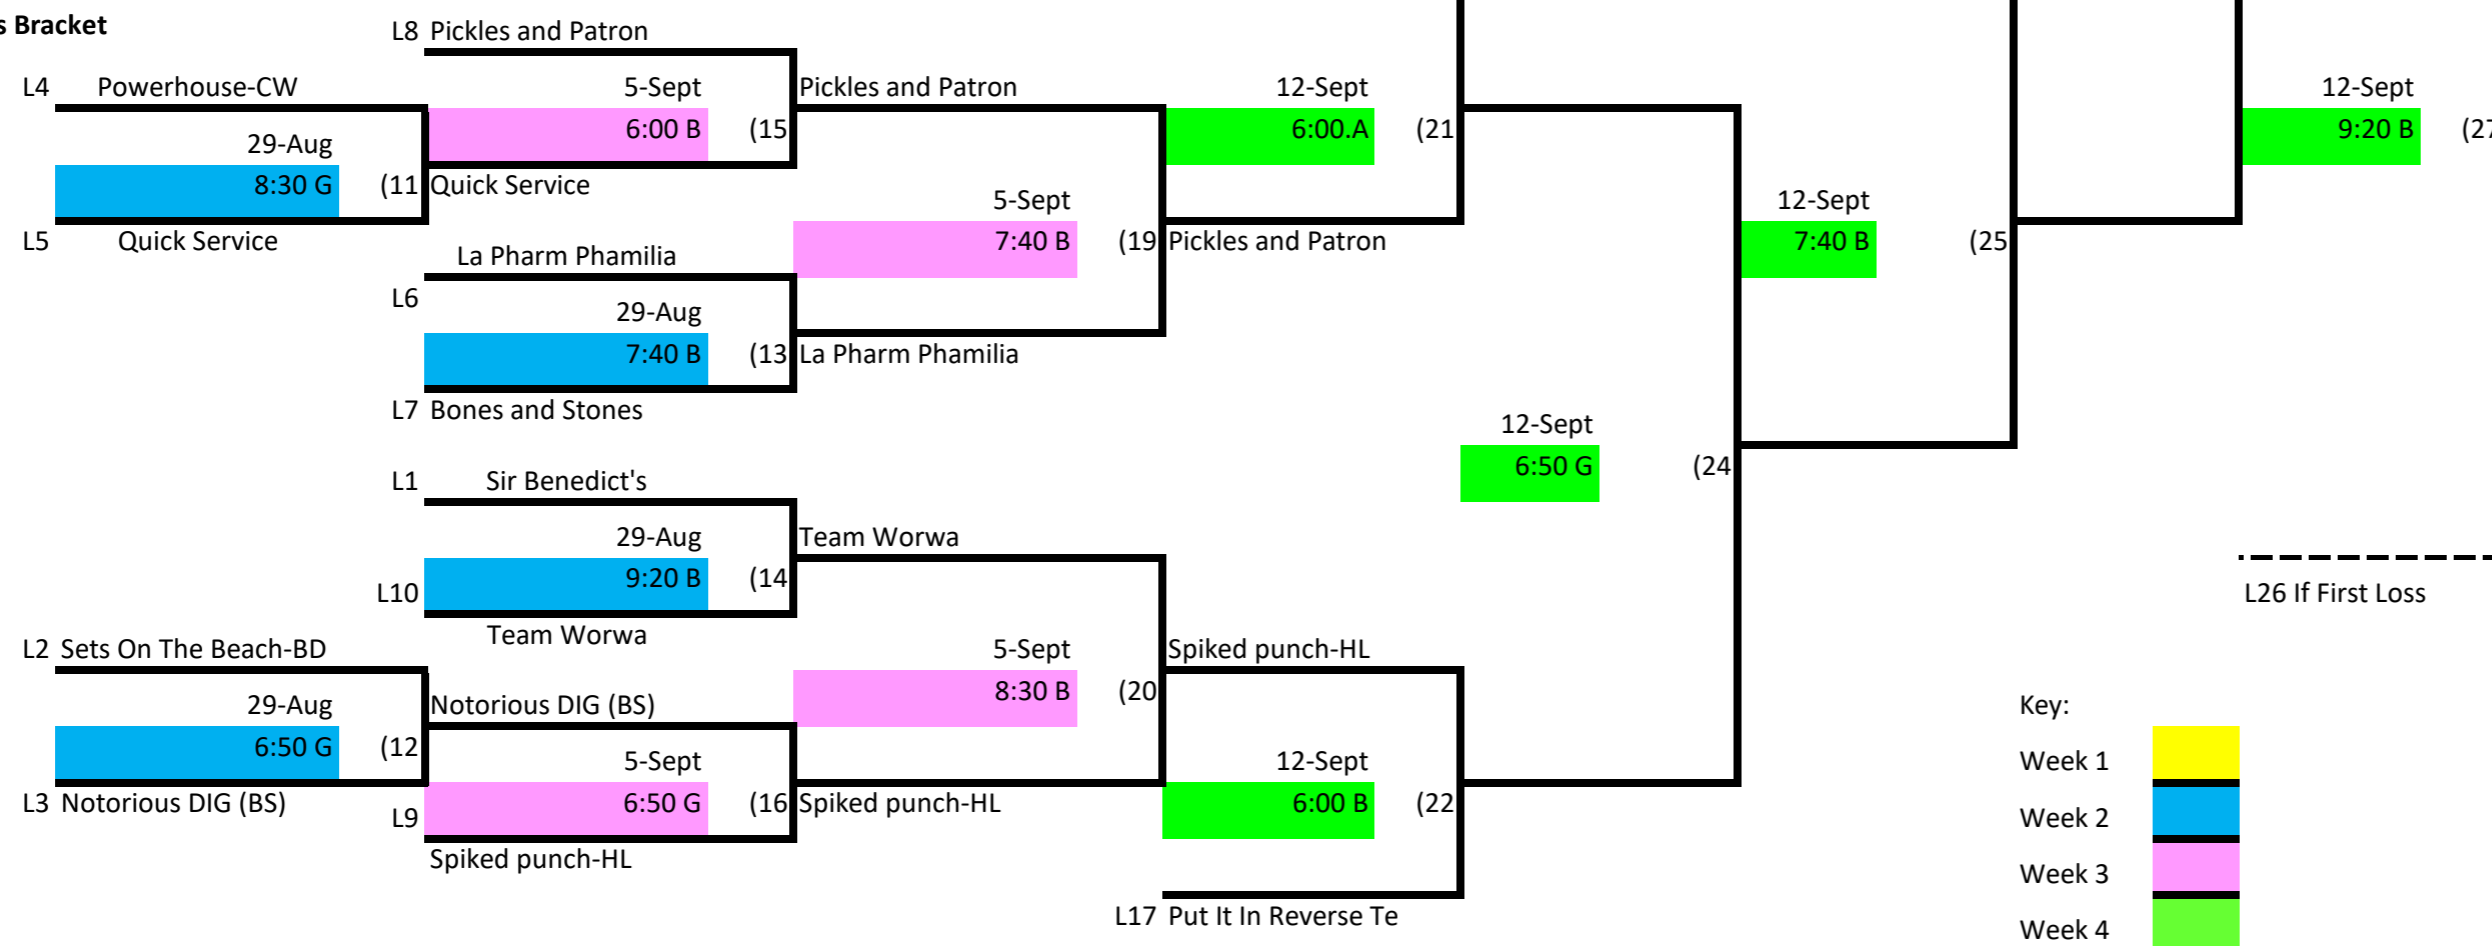 s Bracket
L8 Pickles and Patron
L4 Powerhouse-CW 5-Sept Pickles and Patron 12-Sept 12-Sept
6:00 B (15 6:00.A (21 9:20 B (27
29-Aug
8:30 G (11 Quick Service
5-Sept 12-Sept
L5 Quick Service 7:40 B (19 Pickles and Patron 7:40 B (25
La Pharm Phamilia
L6
29-Aug
7:40 B (13 La Pharm Phamilia
L7 Bones and Stones
12-Sept
6:50 G (24
L1 Sir Benedict's
29-Aug Team Worwa
9:20 B (14
L10
L26 If First Loss
Team Worwa
L2 Sets On The Beach-BD 5-Sept Spiked punch-HL
8:30 B (20
29-Aug Notorious DIG (BS) Key:
6:50 G (12
5-Sept 12-Sept Week 1
L3 Notorious DIG (BS) 6:50 G (16 Spiked punch-HL 6:00 B (22
L9 Week 2
Spiked punch-HL
Week 3
L17 Put It In Reverse Te
Week 4